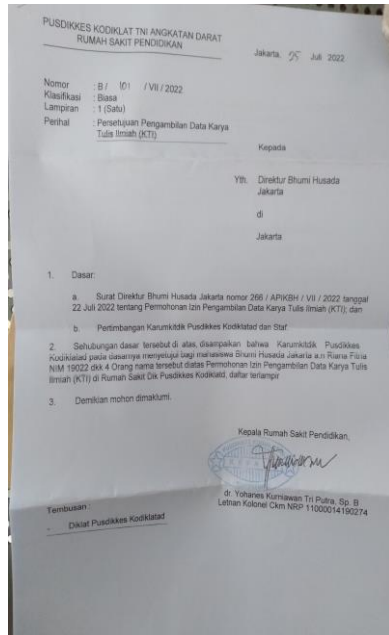 PUSDIKKES KODIKLAT TNI ANGKATAN DARAT
RUMAH SAKIT PENDIDIKAN
Jakarta, 25 Juli 2022
Nomor : B / 101 / VII / 2022
Klasifikasi : Biasa
Lampiran : 1 (Satu)
Perihal : Persetujuan Pengambilan Data Karya
Tulis Ilmiah (KTI)
Kepada
Yth. Direktur Bhumi Husada
Jakarta
di
Jakarta
1. Dasar:
a. Surat Direktur Bhumi Husada Jakarta nomor 266 / APIKBH / VII / 2022 tanggal
22 Juli 2022 tentang Permohonan Izin Pengambilan Data Karya Tulis Ilmiah (KTI); dan
b. Pertimbangan Karumkitdik Pusdikkes Kodiklatad dan Staf.
2. Sehubungan dasar tersebut di atas, disampaikan bahwa Karumkitdik Pusdikkes
Kodiklatad pada dasarnya menyetujui bagi mahasiswa Bhumi Husada Jakarta a.n Riana Fitria
NIM 19022 dkk 4 Orang nama tersebut diatas Permohonan Izin Pengambilan Data Karya Tulis
Ilmiah (KTI) di Rumah Sakit Dik Pusdikkes Kodiklatd, daftar terlampir.
3. Demikian mohon dimaklumi.
Kepala Rumah Sakit Pendidikan,
dr. Yohanes Kurniawan Tri Putra, Sp. B
Letnan Kolonel Ckm NRP 11000014190274
Tembusan :
- Diklat Pusdikkes Kodiklatad